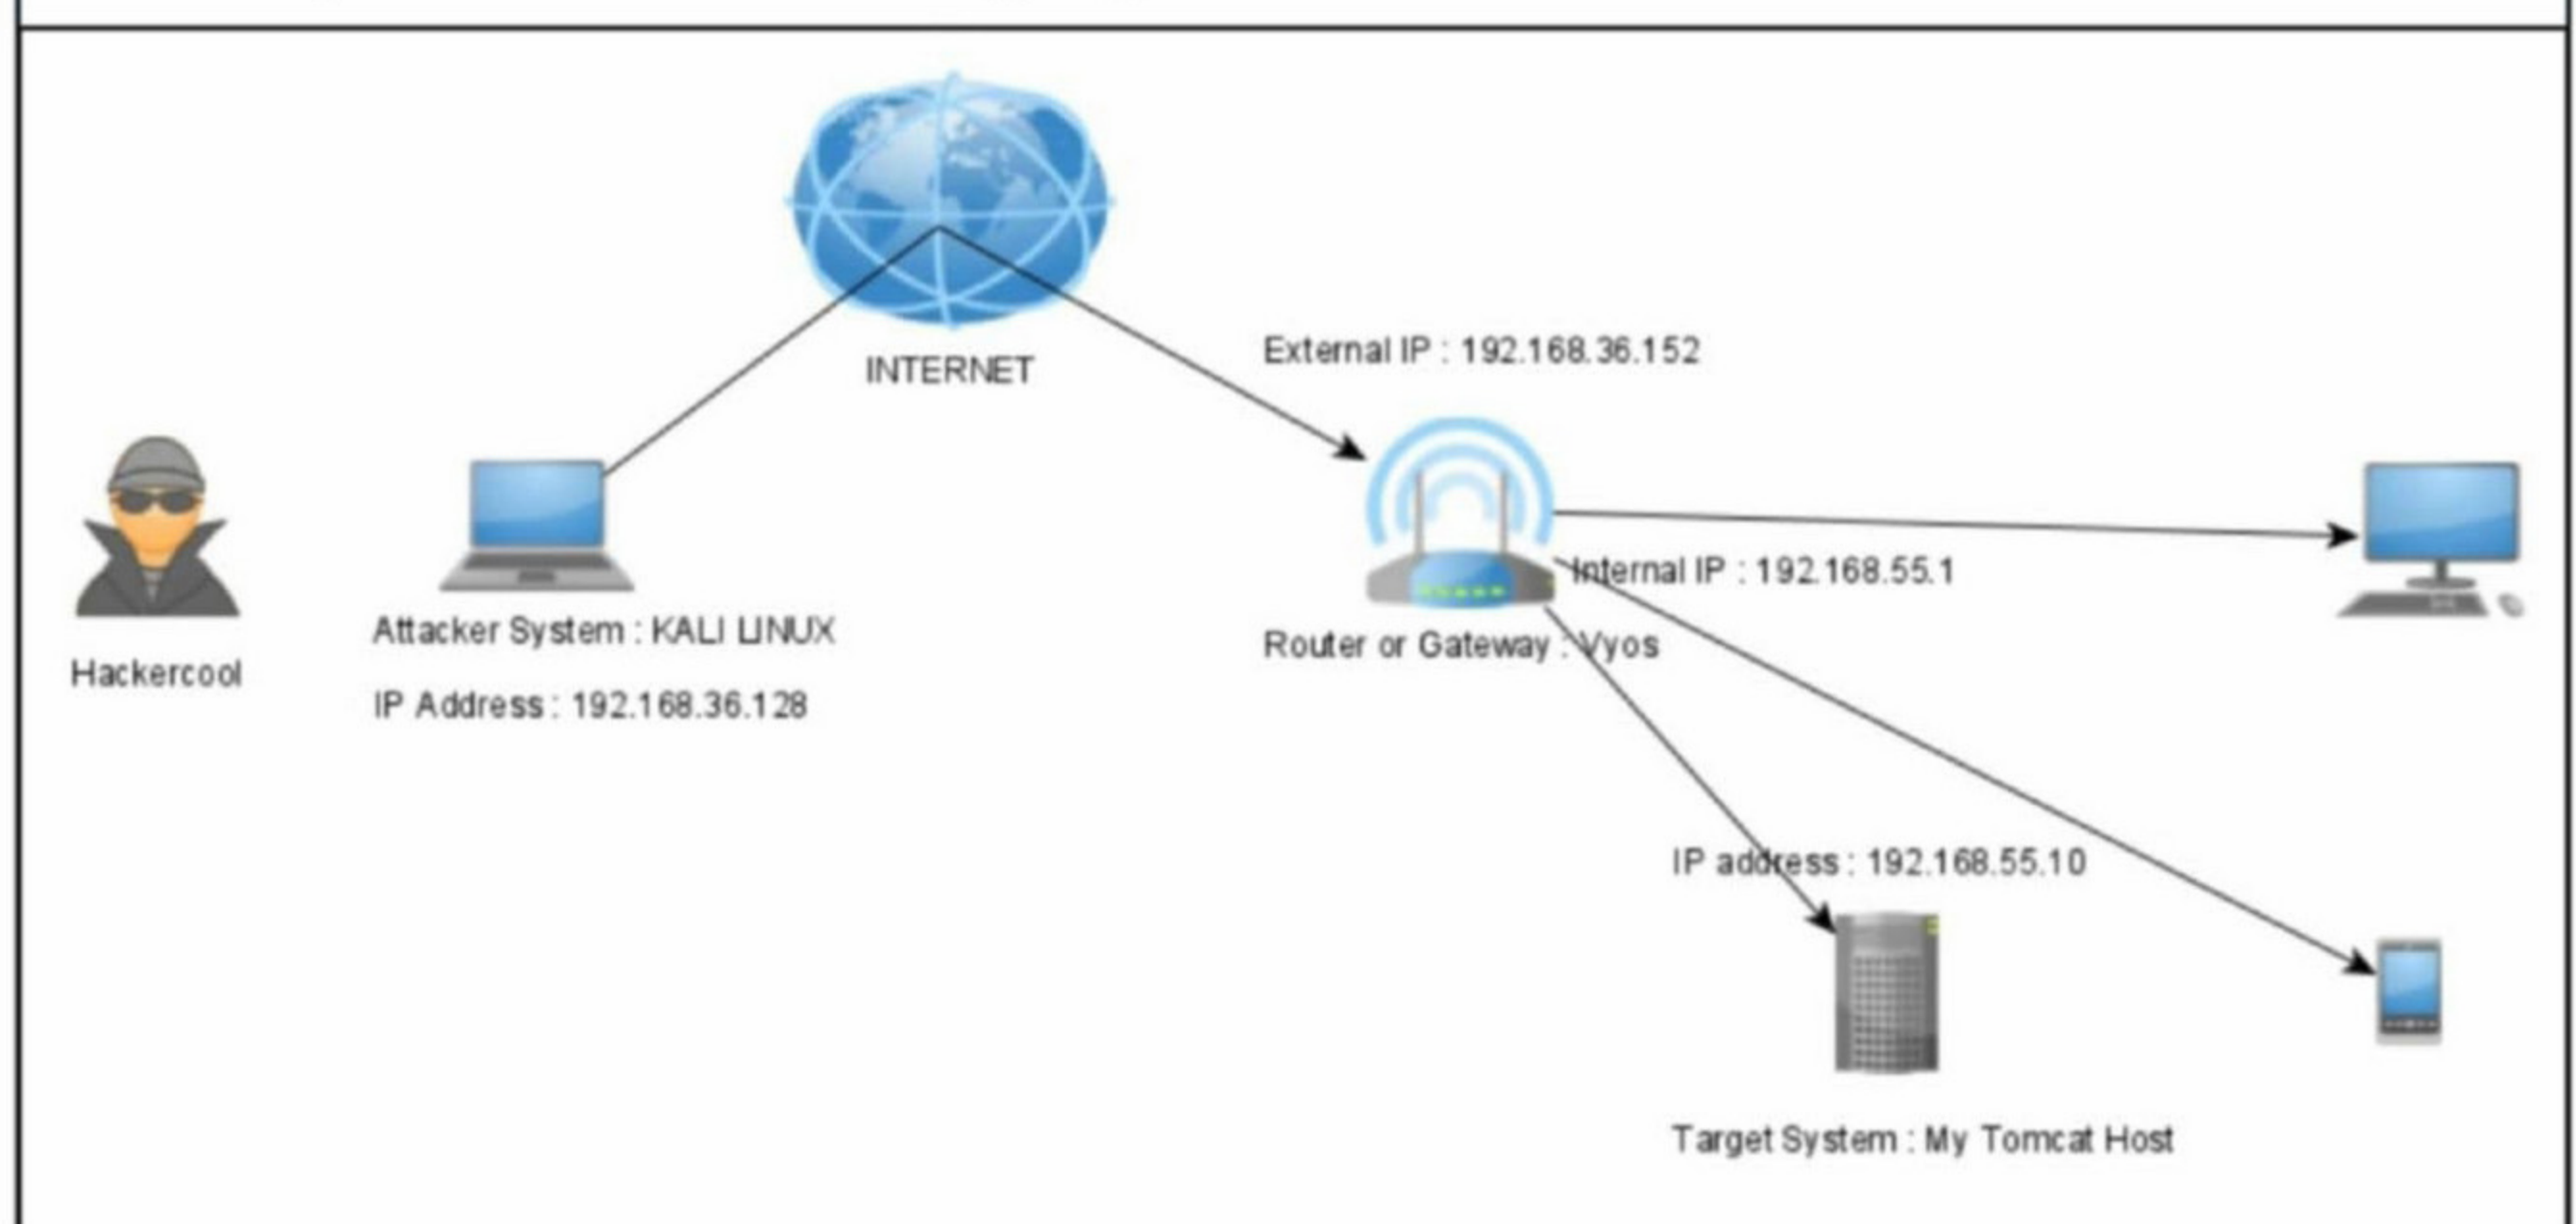 INTERNET
External IP : 192.168.36.152
Internal IP : 192.168.55.1
Router or Gateway : Vyos
Attacker System : KALI LINUX
Hackercool
IP Address : 192.168.36.128
IP address : 192.168.55.10
Target System : My Tomcat Host